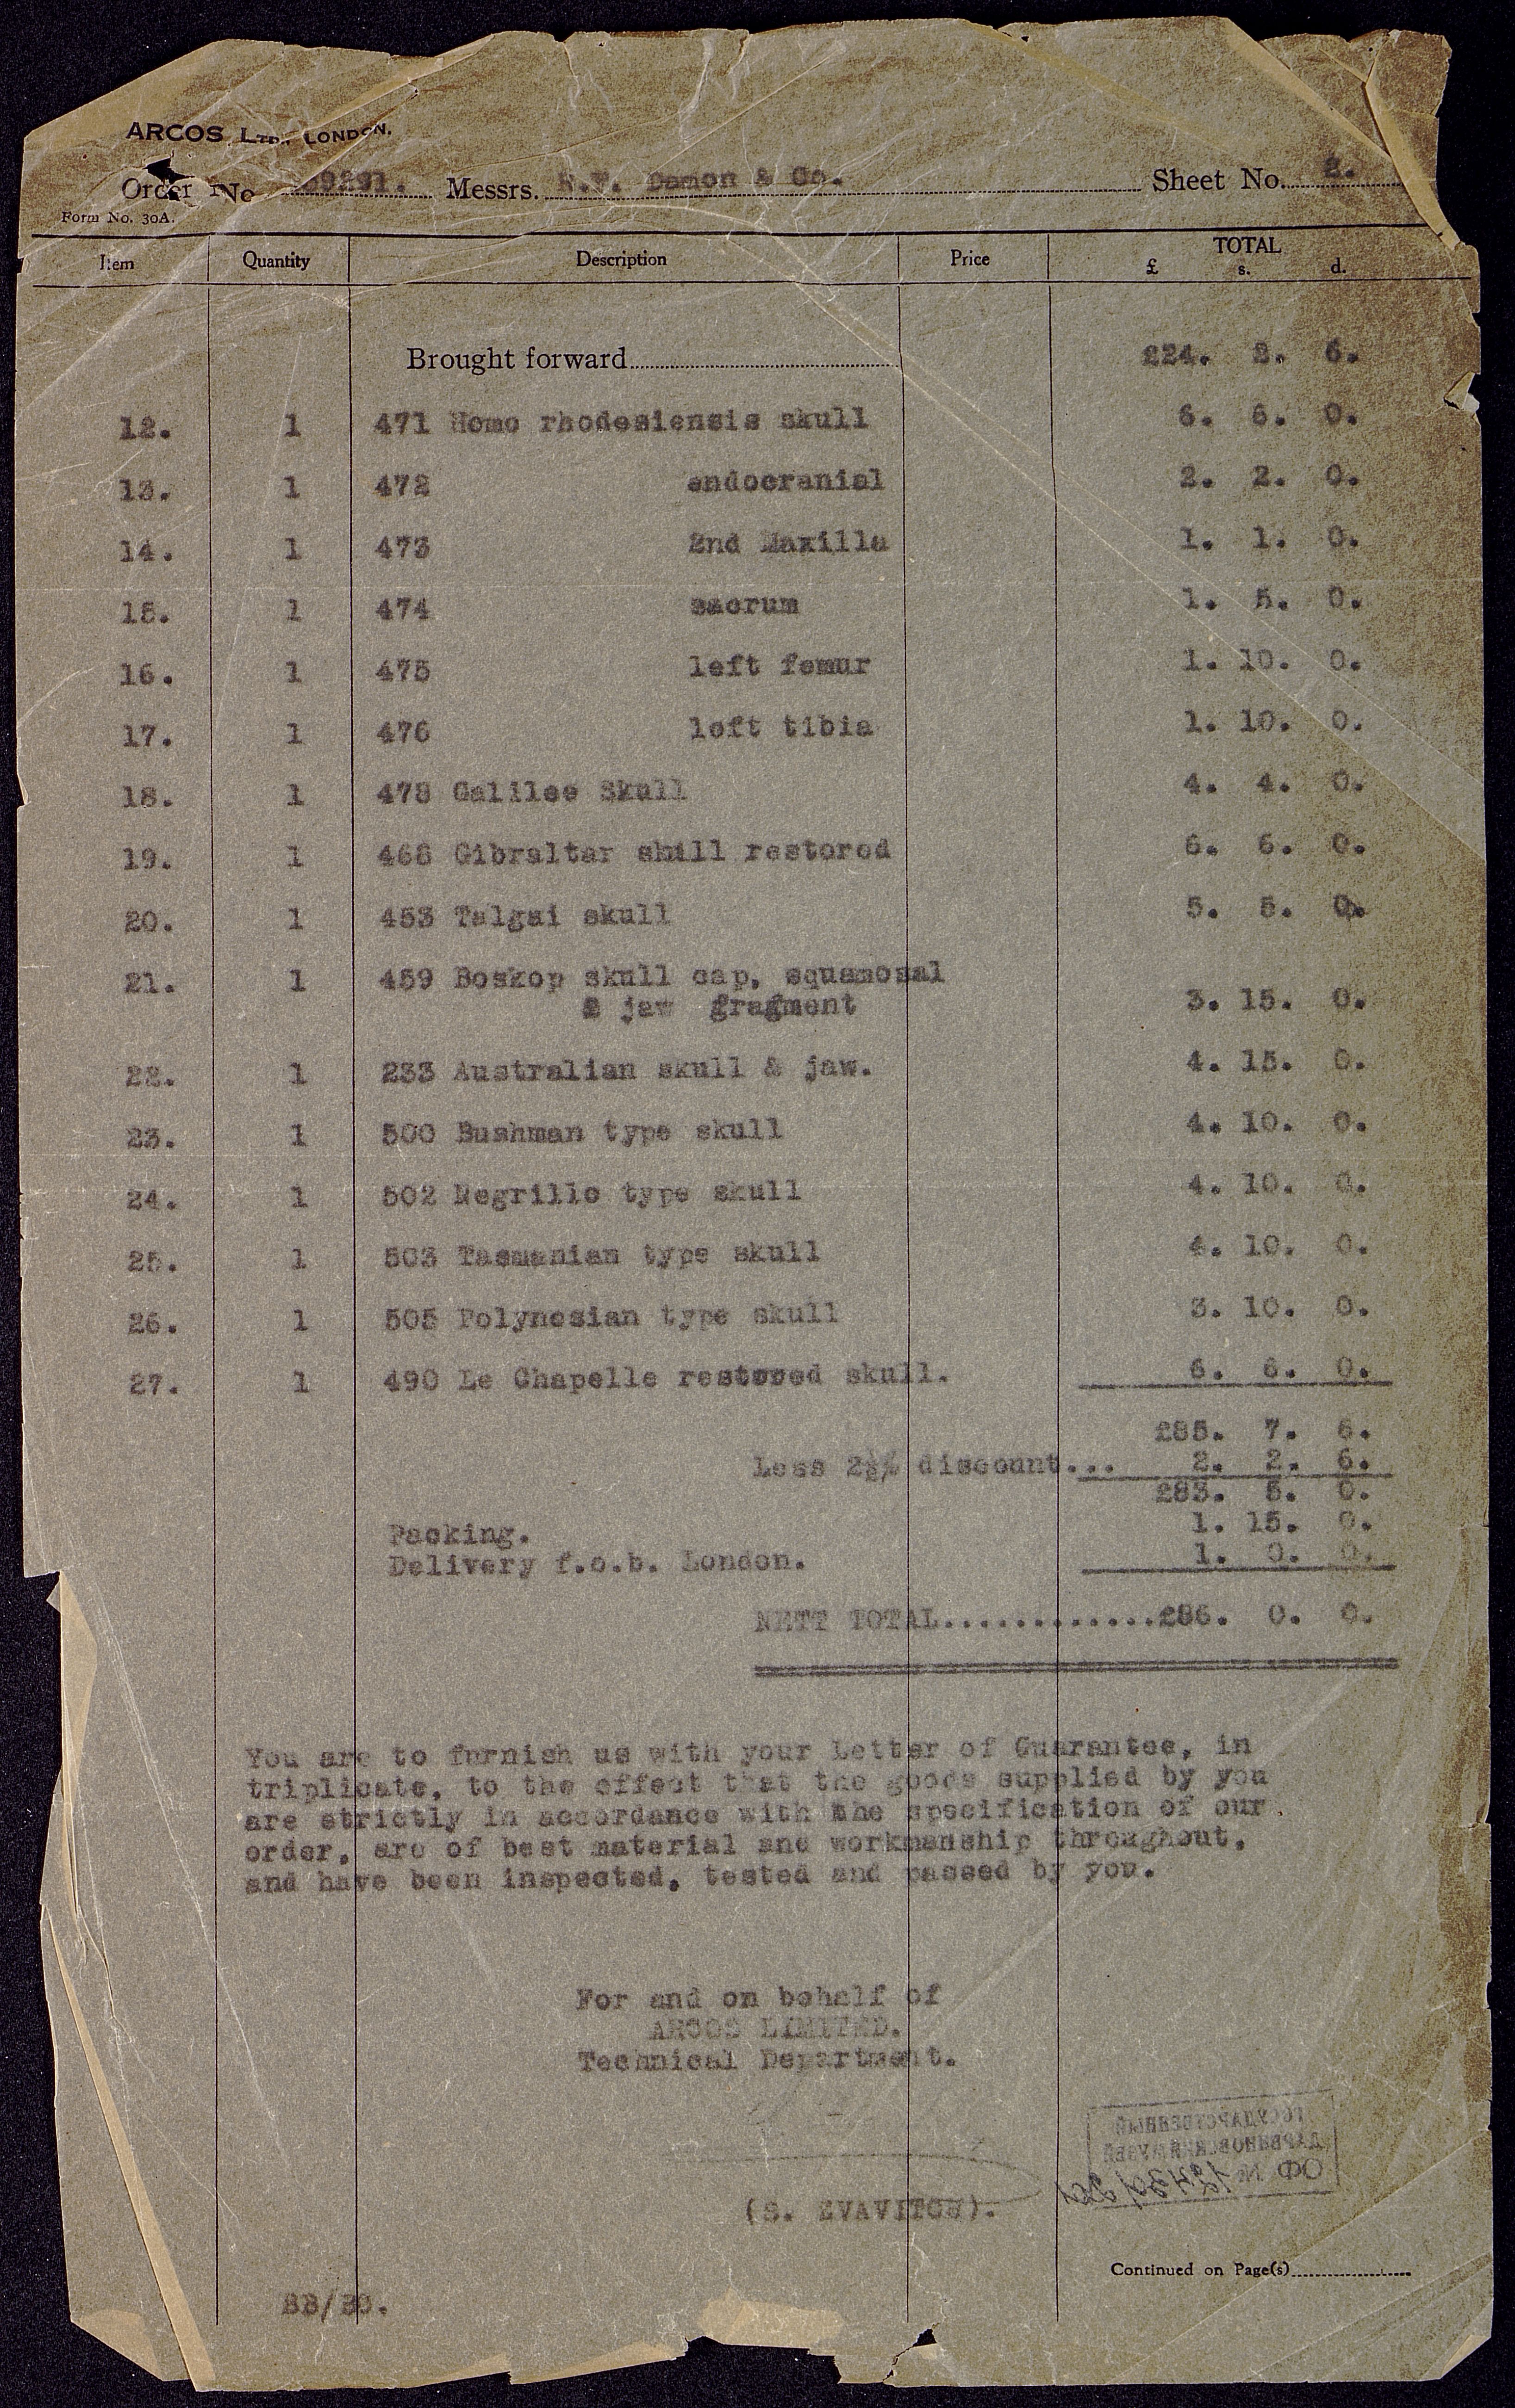 ARCOS LTD., LONDON.
Order No Messrs. R.F. Damon & Co. Sheet No. 2.
Form No. 30A.
Item Quantity Description Price TOTAL
£ s. d.
Brought forward £24. 2. 6.
12. 1 471 Homo rhodesiensis skull 6. 6. 0.
13. 1 472 endocranial 2. 2. 0.
14. 1 473 2nd Maxilla 1. 1. 0.
15. 1 474 sacrum 1. 5. 0.
16. 1 475 left femur 1. 10. 0.
17. 1 476 left tibia 1. 10. 0.
18. 1 478 Galilee Skull 4. 4. 0.
19. 1 468 Gibraltar shill restored 6. 6. 0.
20. 1 453 Talgai skull 5. 5. 0.
21. 1 459 Boskop skull cap, squamosal
& jaw gragment 3. 15. 0.
22. 1 233 Australian skull & jaw. 4. 15. 0.
23. 1 500 Bushman type skull 4. 10. 0.
24. 1 502 Negrillo type skull 4. 10. 0.
25. 1 503 Tasmanian type skull 4. 10. 0.
26. 1 505 Polynesian type skull 3. 10. 0.
27. 1 490 Le Chapelle restored skull. 6. 6. 0.
£85. 7. 6.
Less 2½% discount... 2. 2. 6.
£83. 5. 0.
Packing. 1. 15. 0.
Delivery f.o.b. London. 1. 0. 0.
NETT TOTAL............£86. 0. 0.
You are to furnish us with your Letter of Guarantee, in
triplicate, to the effect that the goods supplied by you
are strictly in accordance with the specification of our
order, are of best material and workmanship throughout,
and have been inspected, tested and passed by you.
For and on behalf of
ARCOS LIMITED.
Technical Department.
ГОСУДАРСТВЕННЫЙ
ДАРВИНОВСКИЙ МУЗЕЙ
ОФ №
(S. EVAVITCH).
Continued on Page(s)